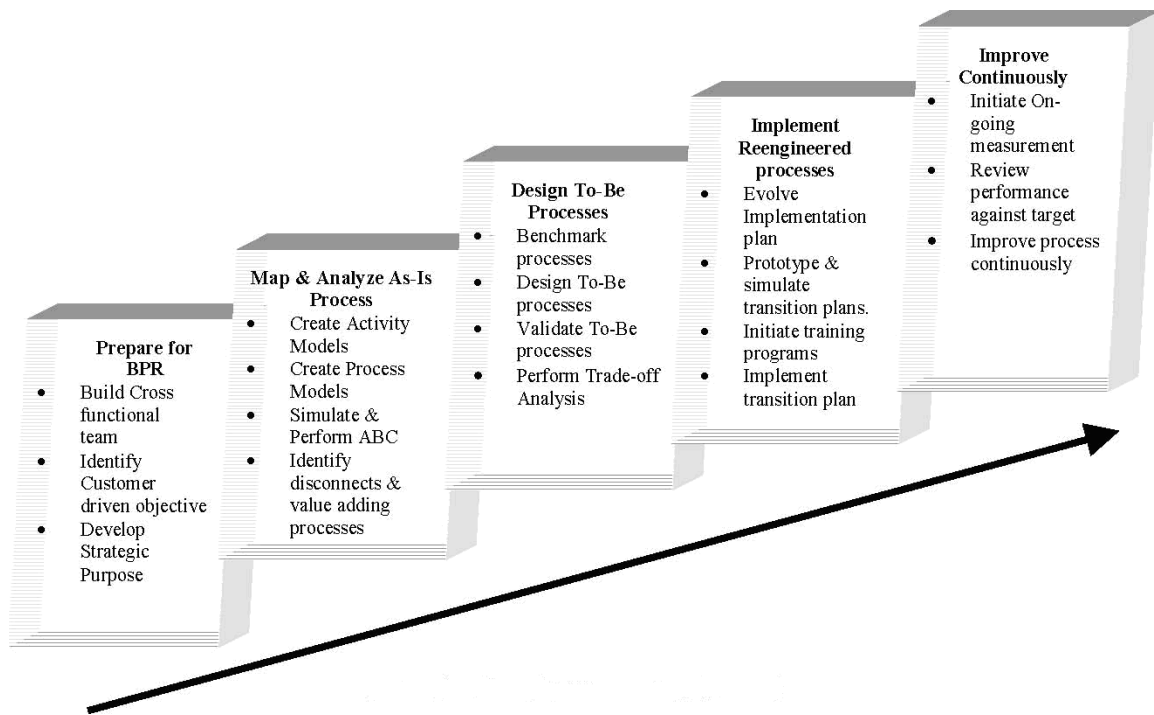 Prepare for
BPR
• Build Cross
functional
team
• Identify
Customer
driven objective
• Develop
Strategic
Purpose
Map & Analyze As-Is
Process
• Create Activity
Models
• Create Process
Models
• Simulate &
Perform ABC
• Identify
disconnects &
value adding
processes
Design To-Be
Processes
• Benchmark
processes
• Design To-Be
processes
• Validate To-Be
processes
• Perform Trade-off
Analysis
Implement
Reengineered
processes
• Evolve
Implementation
plan
• Prototype &
simulate
transition plans.
• Initiate training
programs
• Implement
transition plan
Improve
Continuously
• Initiate On-
going
measurement
• Review
performance
against target
• Improve process
continuously